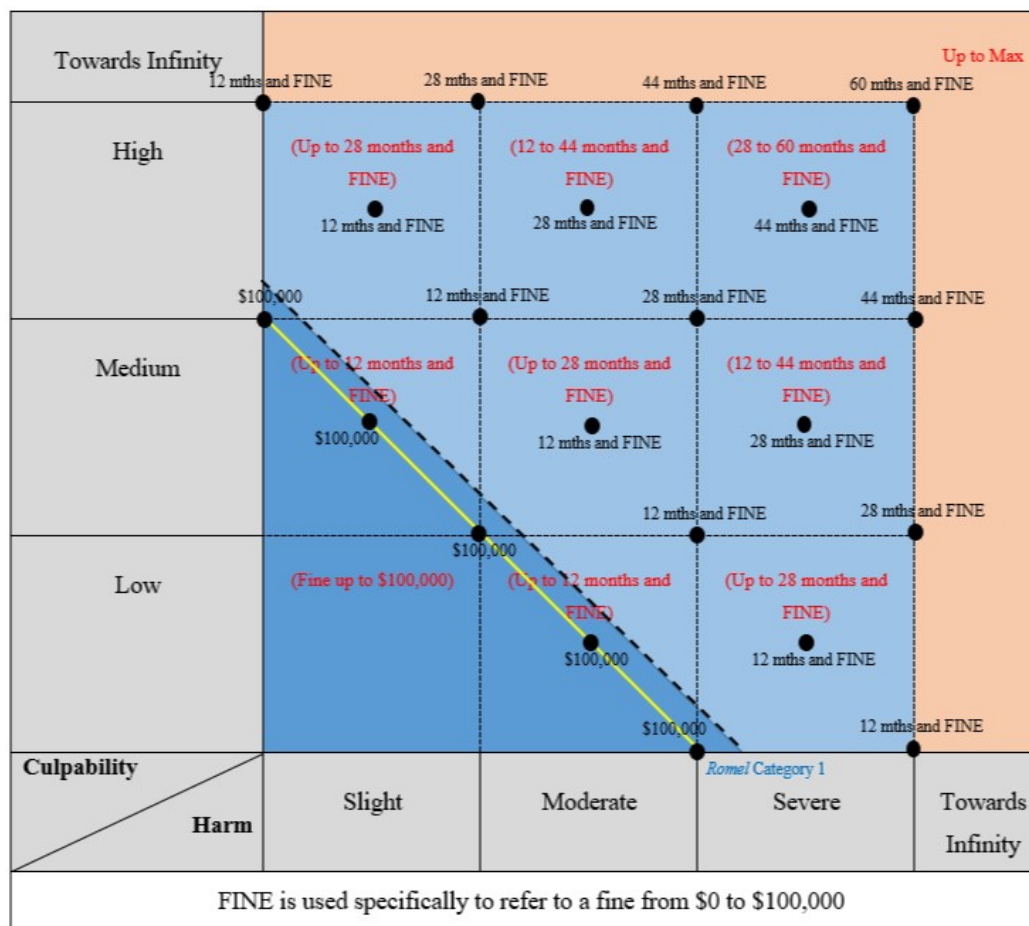 Towards Infinity
Up to Max
12 mths and FINE
28 mths and FINE
44 mths and FINE
60 mths and FINE
High
(Up to 28 months and
FINE)
12 mths and FINE
(12 to 44 months and
FINE)
28 mths and FINE
(28 to 60 months and
FINE)
44 mths and FINE
$100,000
12 mths and FINE
28 mths and FINE
44 mths and FINE
Medium
(Up to 12 months and
FINE)
$100,000
(Up to 28 months and
FINE)
12 mths and FINE
(12 to 44 months and
FINE)
28 mths and FINE
$100,000
12 mths and FINE
28 mths and FINE
Low
(Fine up to $100,000)
(Up to 12 months and
FINE)
$100,000
(Up to 28 months and
FINE)
12 mths and FINE
$100,000
12 mths and FINE
Romel Category 1
Culpability
Harm
Slight
Moderate
Severe
Towards
Infinity
FINE is used specifically to refer to a fine from $0 to $100,000